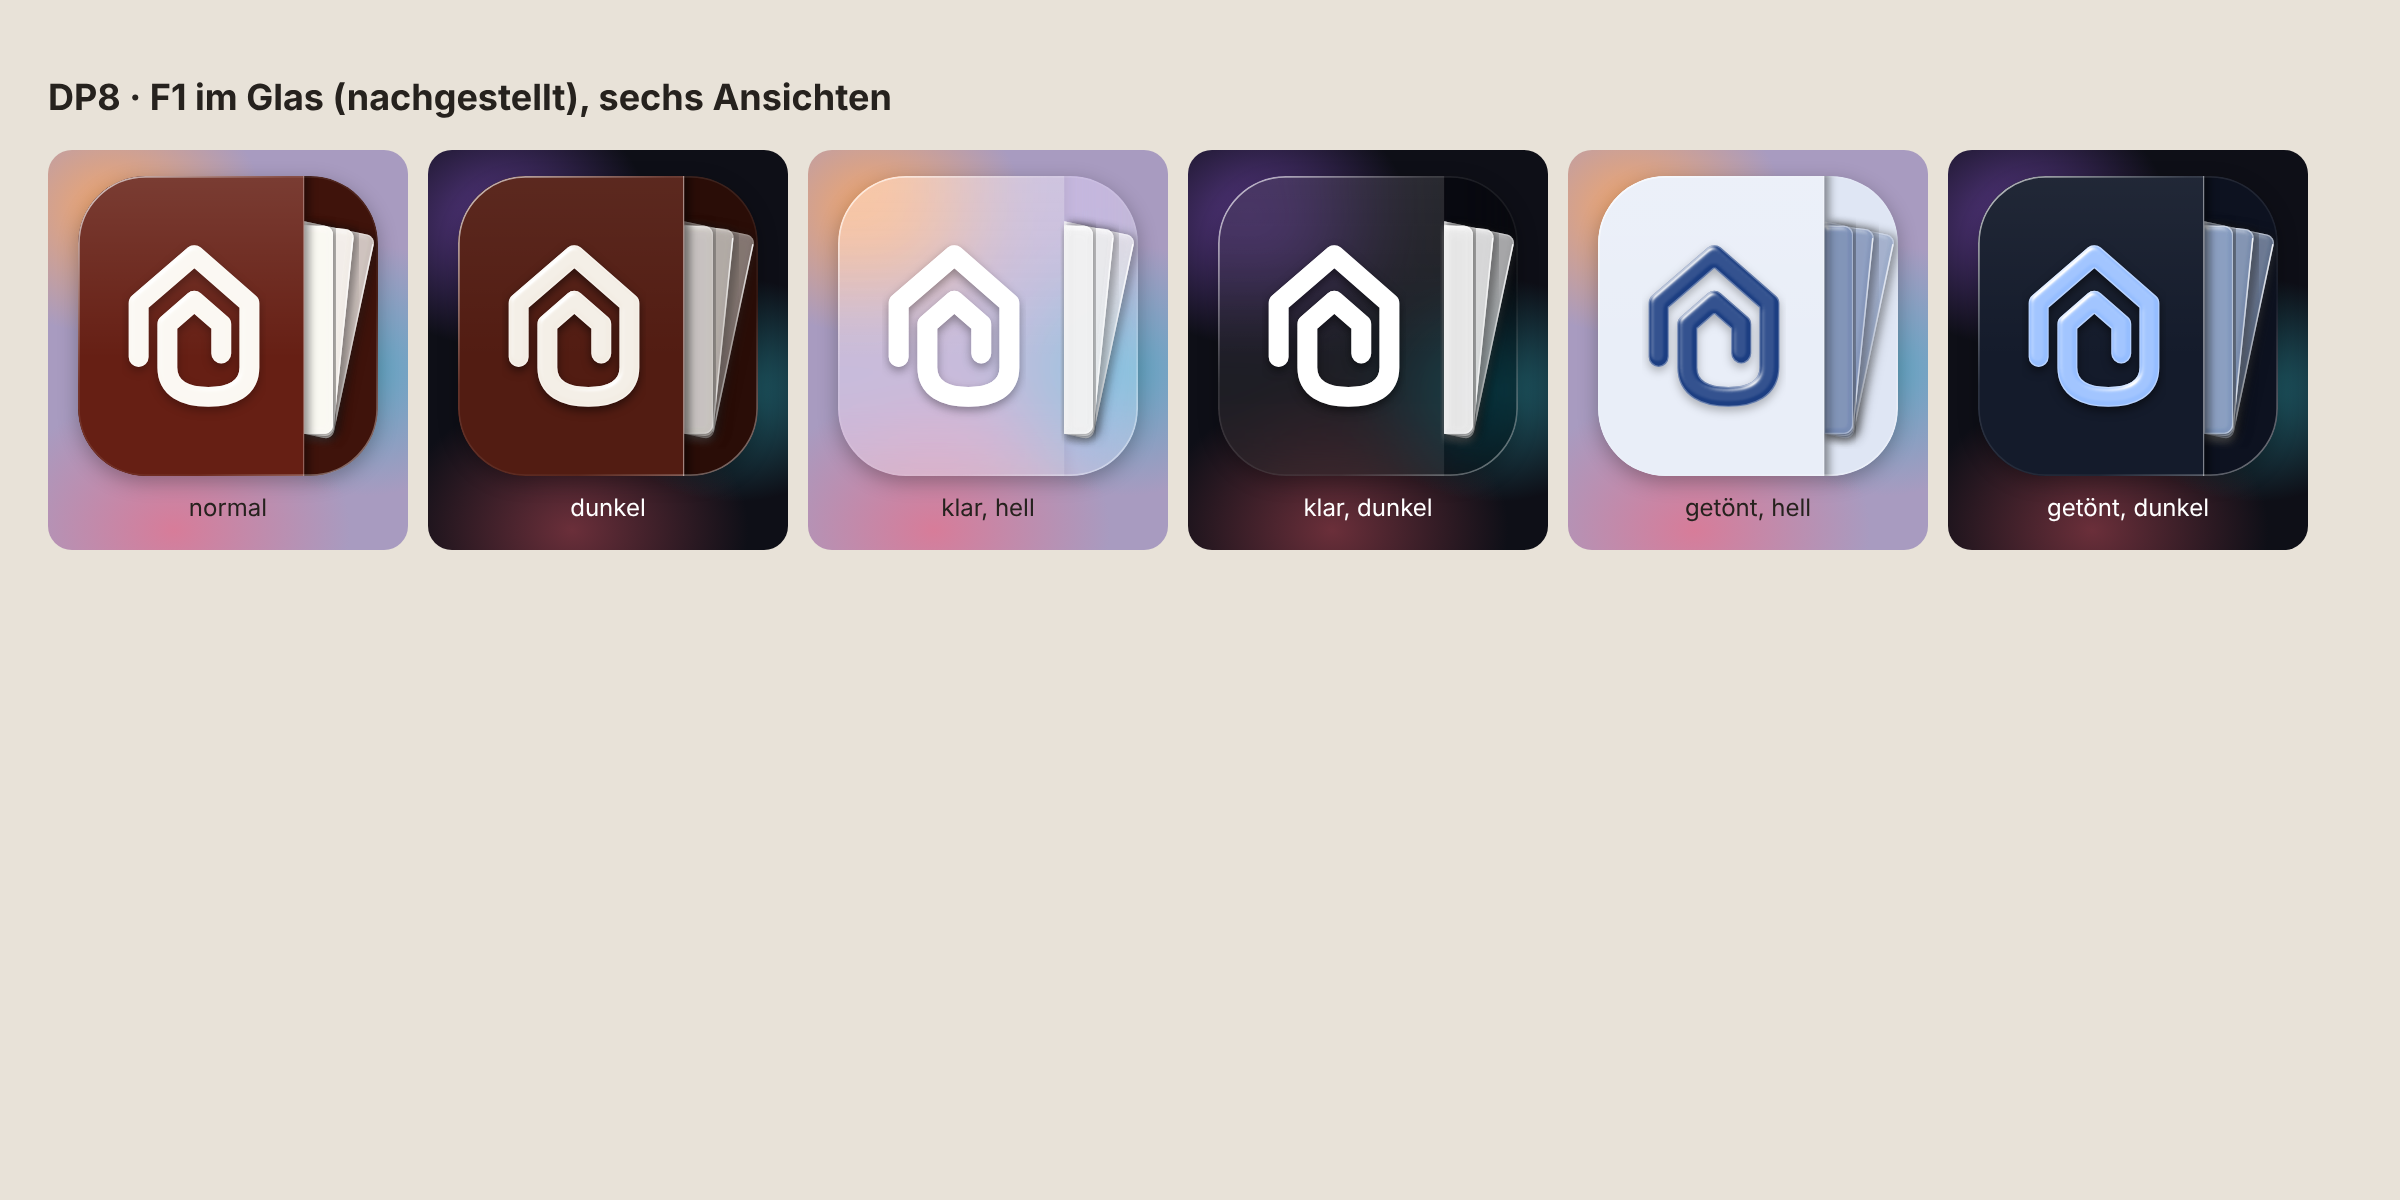 DP8 · F1 im Glas (nachgestellt), sechs Ansichten
normal
dunkel
klar, hell
klar, dunkel
getönt, hell
getönt, dunkel